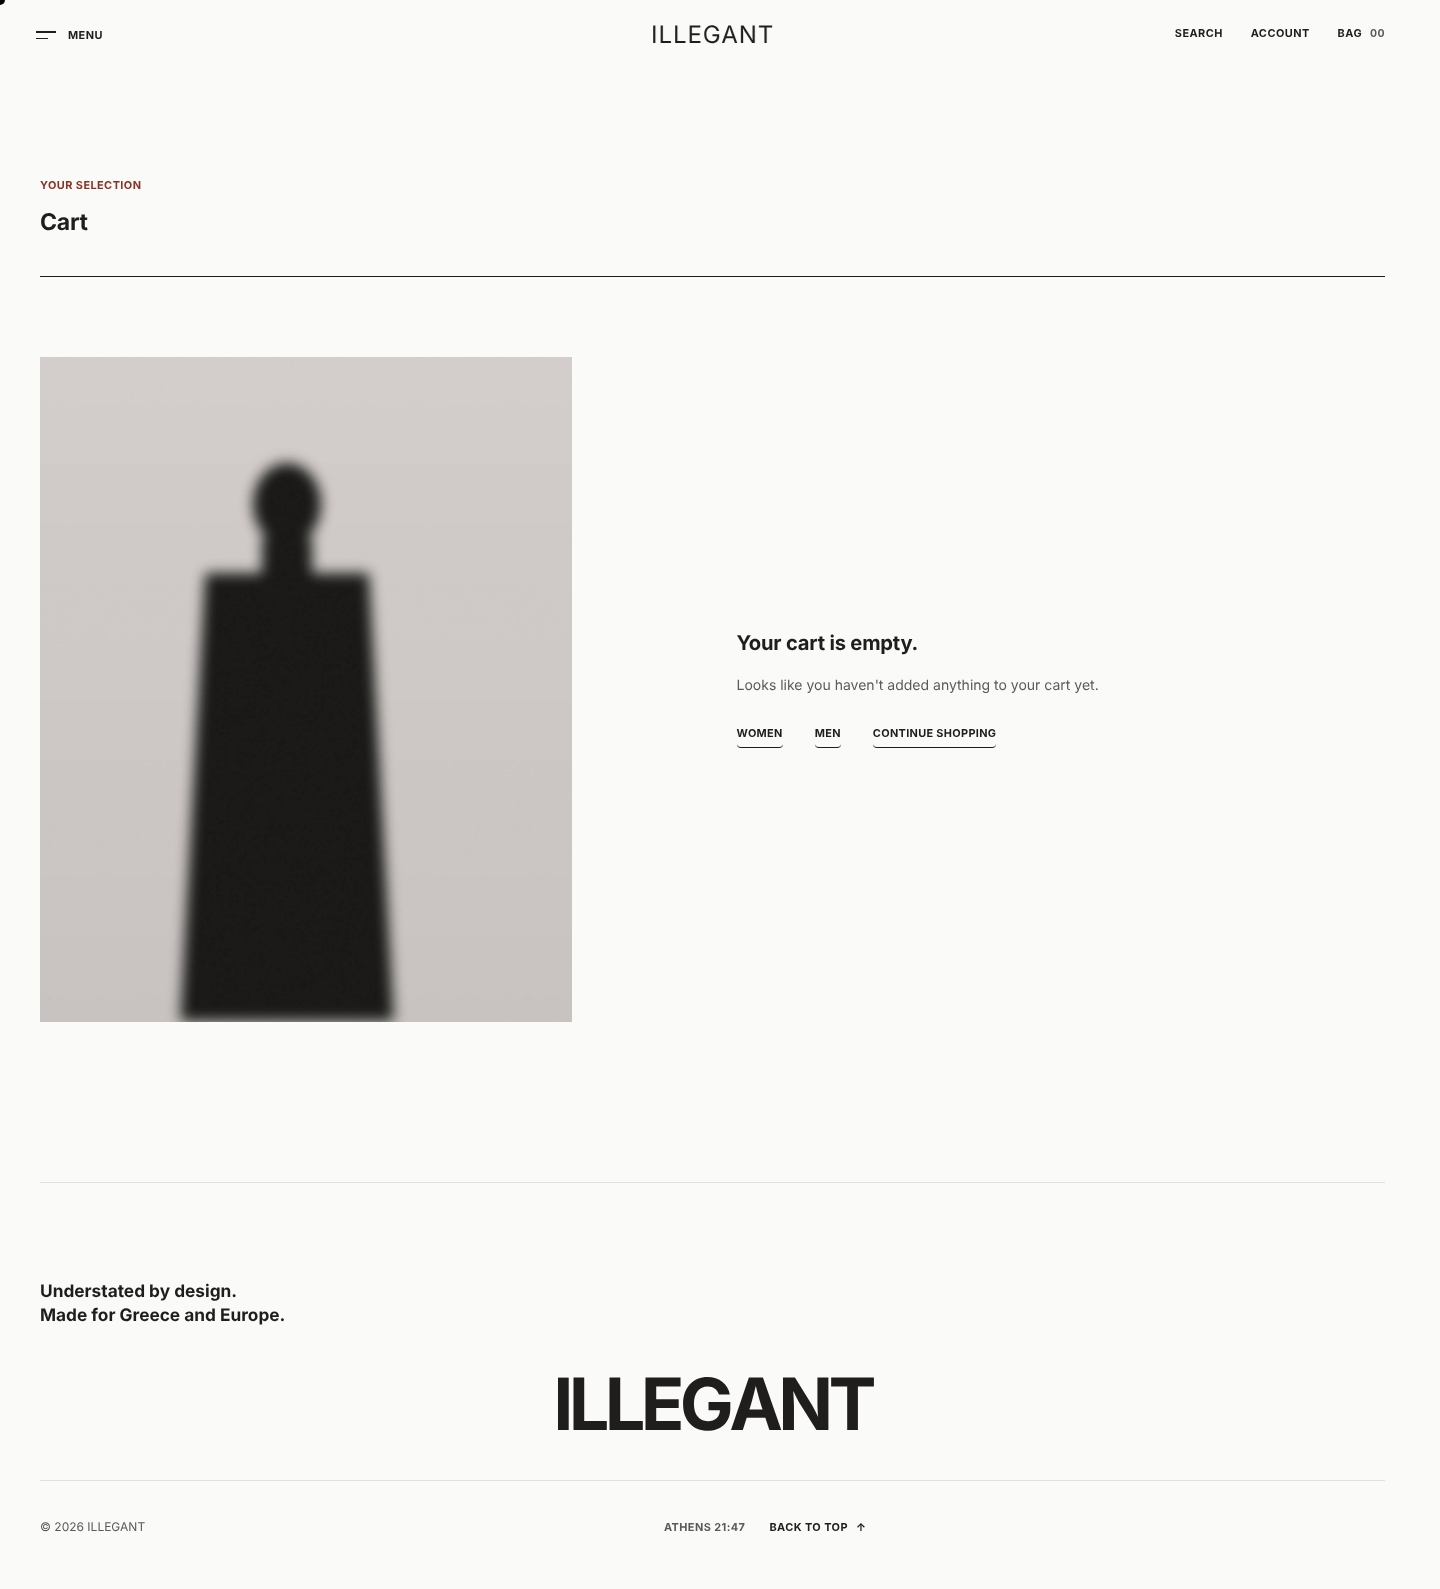 MENU
ILLEGANT
SEARCH ACCOUNT BAG 00
YOUR SELECTION
Cart
Your cart is empty.
Looks like you haven't added anything to your cart yet.
WOMEN MEN CONTINUE SHOPPING
Understated by design.
Made for Greece and Europe.
ILLEGANT
© 2026 ILLEGANT
ATHENS 21:47 BACK TO TOP ↑